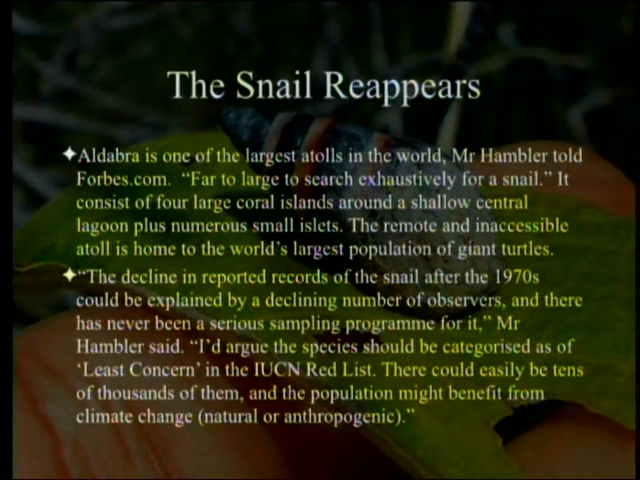 The Snail Reappears
✦Aldabra is one of the largest atolls in the world, Mr Hambler told
Forbes.com. “Far to large to search exhaustively for a snail.” It
consist of four large coral islands around a shallow central
lagoon plus numerous small islets. The remote and inaccessible
atoll is home to the world’s largest population of giant turtles.
✦“The decline in reported records of the snail after the 1970s
could be explained by a declining number of observers, and there
has never been a serious sampling programme for it,” Mr
Hambler said. “I’d argue the species should be categorised as of
‘Least Concern’ in the IUCN Red List. There could easily be tens
of thousands of them, and the population might benefit from
climate change (natural or anthropogenic).”